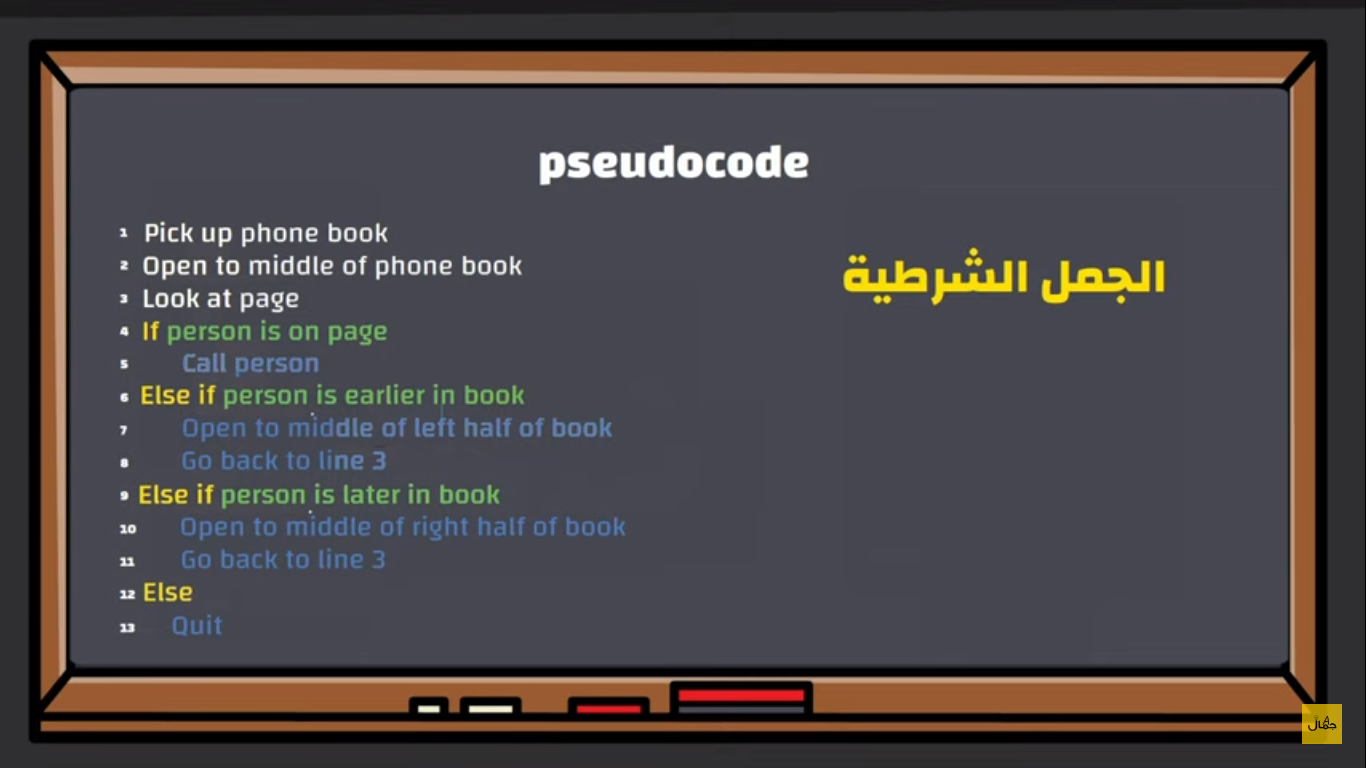 pseudocode
1 Pick up phone book
2 Open to middle of phone book
3 Look at page
4 If person is on page
5 Call person
6 Else if person is earlier in book
7 Open to middle of left half of book
8 Go back to line 3
9 Else if person is later in book
10 Open to middle of right half of book
11 Go back to line 3
12 Else
13 Quit
الجمل الشرطية